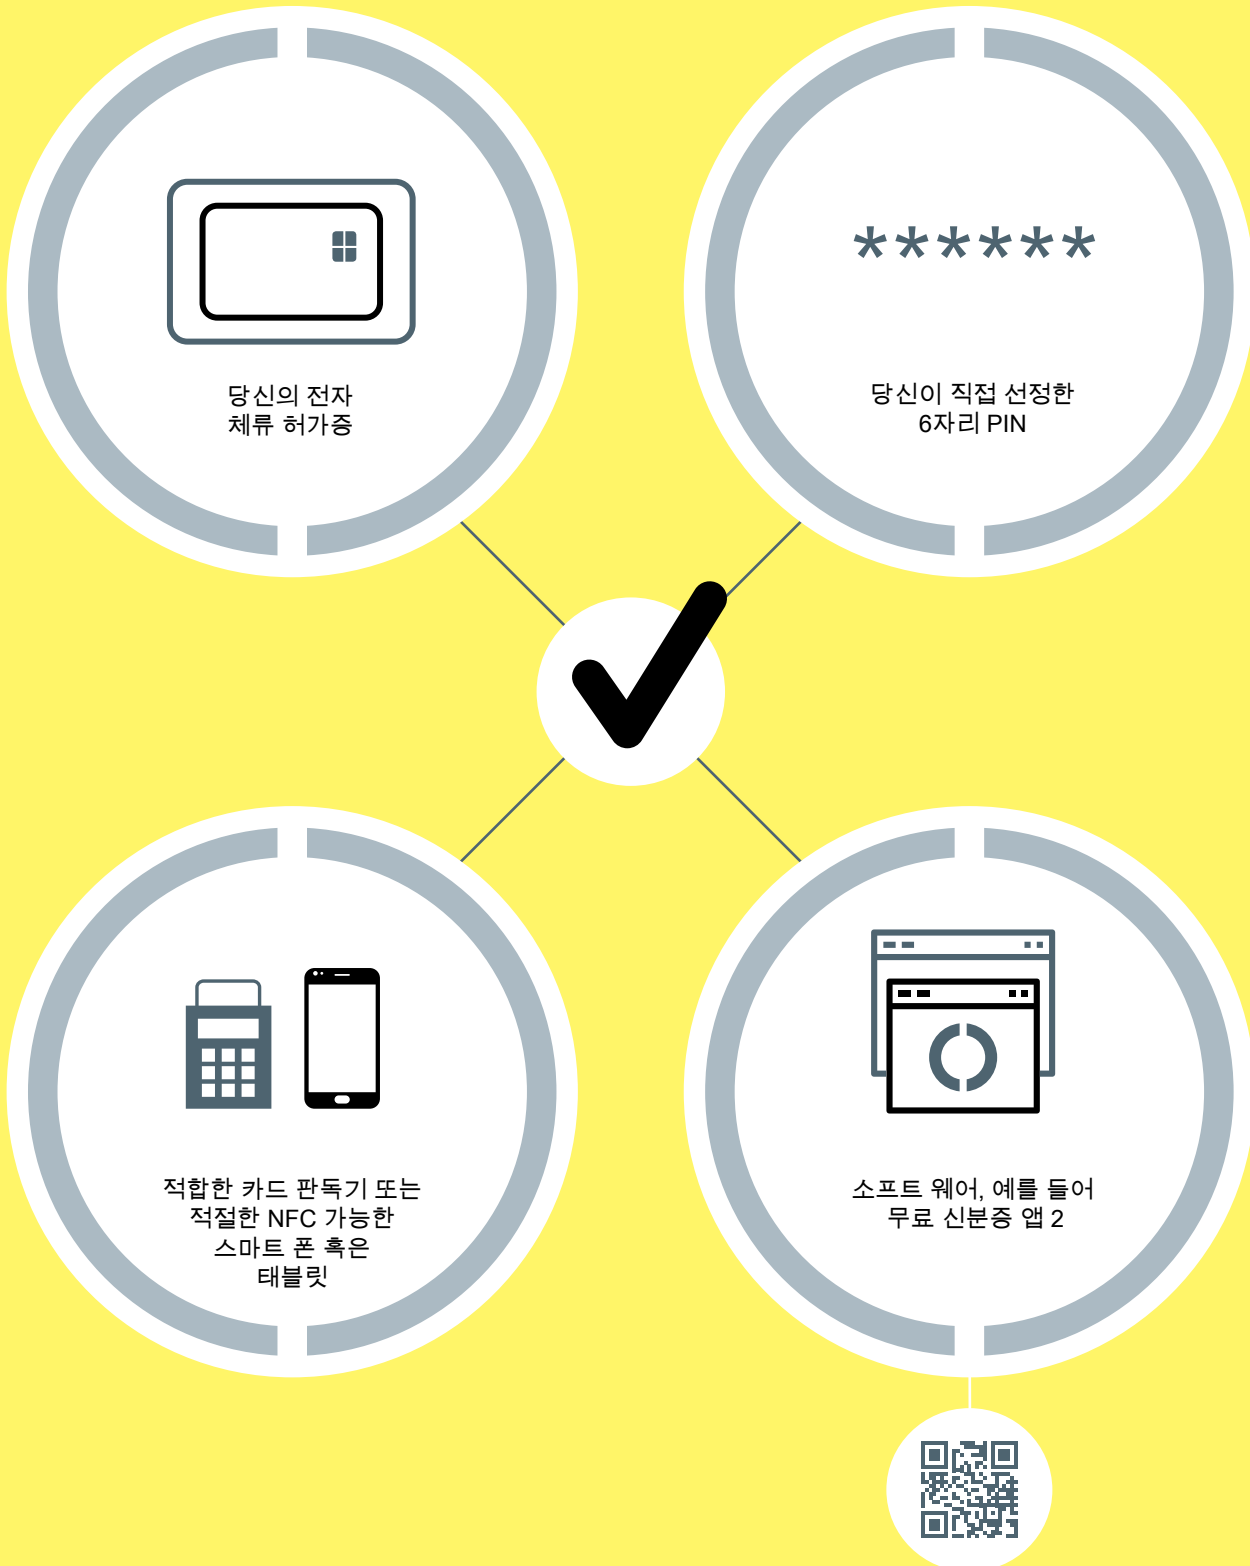 ******
당신의 전자
체류 허가증
당신이 직접 선정한
6자리 PIN
적합한 카드 판독기 또는
적절한 NFC 가능한
스마트 폰 혹은
태블릿
소프트 웨어, 예를 들어
무료 신분증 앱 2